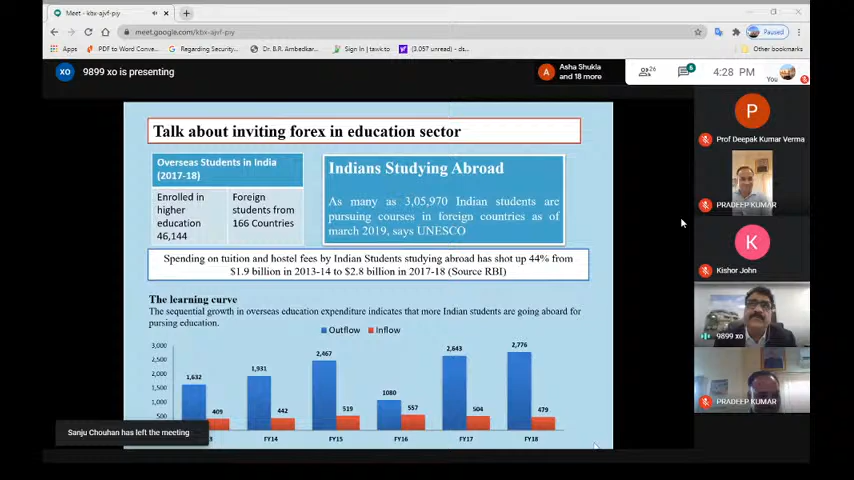 Meet - kbx-ajvf-piy
meet.google.com/kbx-ajvf-piy
Paused
Apps
PDF to Word Conve...
Regarding Security...
Dr. B.R. Ambedkar...
Sign In | tawk.to
(3,057 unread) - ds...
Other bookmarks
XO
9899 xo is presenting
A
Asha Shukla
and 18 more
26
6
4:28 PM
You
Talk about inviting forex in education sector
Overseas Students in India
(2017-18)
Enrolled in
higher
education
46,144
Foreign
students from
166 Countries
Indians Studying Abroad
As many as 3,05,970 Indian students are
pursuing courses in foreign countries as of
march 2019, says UNESCO
Spending on tuition and hostel fees by Indian Students studying abroad has shot up 44% from
$1.9 billion in 2013-14 to $2.8 billion in 2017-18 (Source RBI)
The learning curve
The sequential growth in overseas education expenditure indicates that more Indian students are going aboard for
pursing education.
Outflow Inflow
3,000
2,500
2,000
1,500
1,000
500
1,632
409
1,931
442
2,467
519
1080
557
2,643
504
2,776
479
3
FY14
FY15
FY16
FY17
FY18
Sanju Chouhan has left the meeting
P
Prof Deepak Kumar Verma
PRADEEP KUMAR
K
Kishor John
9899 xo
PRADEEP KUMAR